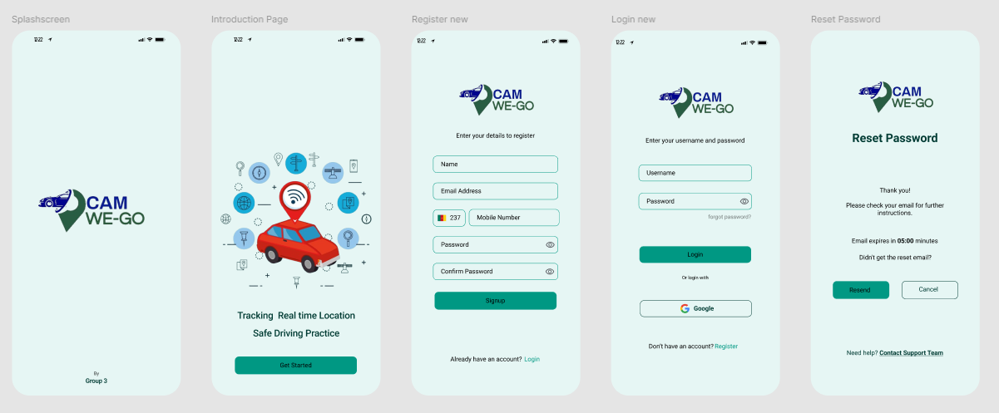 Splashscreen
12:22
CAM
WE-GO
By
Group 3
Introduction Page
12:22
Tracking Real time Location
Safe Driving Practice
Get Started
Register new
12:22
CAM
WE-GO
Enter your details to register
Name
Email Address
237
Mobile Number
Password
Confirm Password
Signup
Already have an account? Login
Login new
12:22
CAM
WE-GO
Enter your username and password
Username
Password
forgot password?
Login
Or login with
Google
Don't have an account? Register
Reset Password
CAM
WE-GO
Reset Password
Thank you!
Please check your email for further
instructions.
Email expires in 05:00 minutes
Didn't get the reset email?
Resend
Cancel
Need help? Contact Support Team